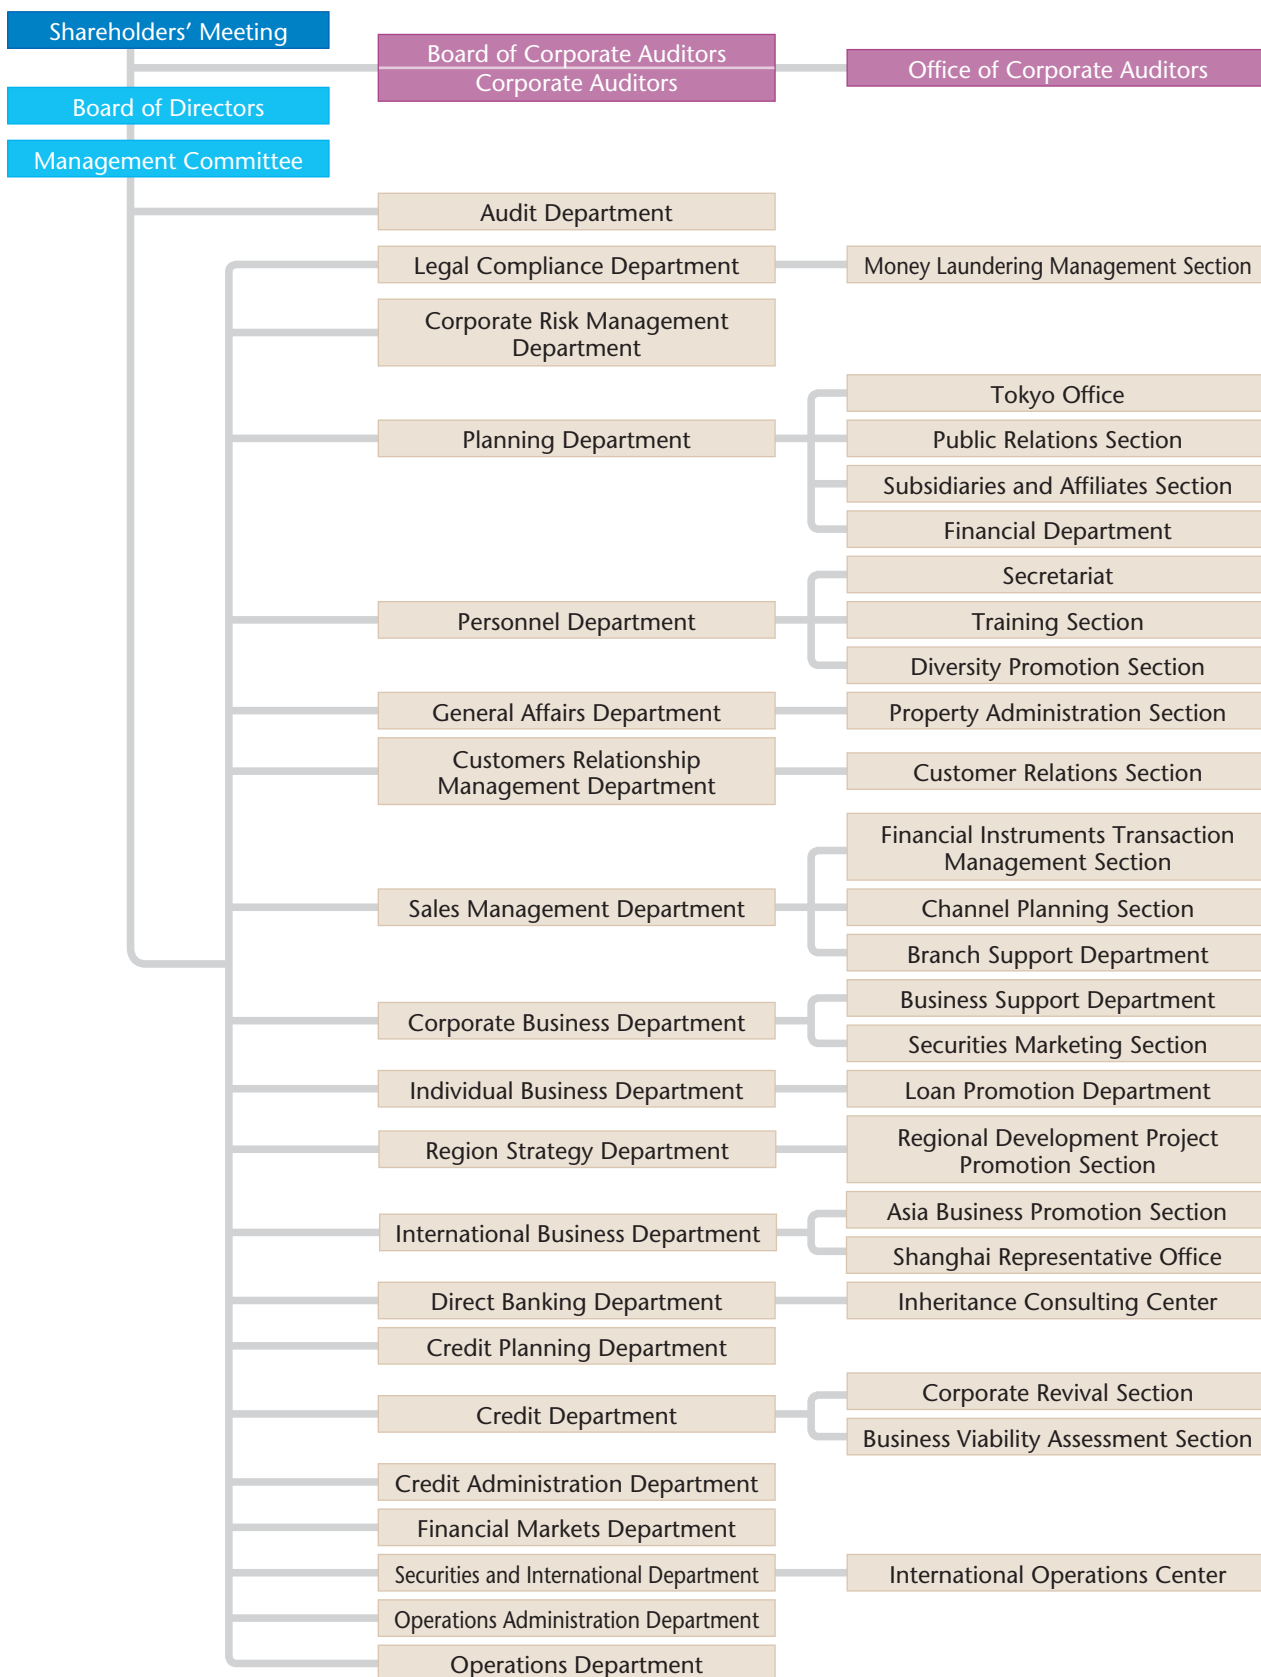 Shareholders’ Meeting
Board of Corporate Auditors
Corporate Auditors
Office of Corporate Auditors
Board of Directors
Management Committee
Audit Department
Legal Compliance Department
Money Laundering Management Section
Corporate Risk Management
Department
Planning Department
Tokyo Office
Public Relations Section
Subsidiaries and Affiliates Section
Financial Department
Personnel Department
Secretariat
Training Section
Diversity Promotion Section
General Affairs Department
Property Administration Section
Customers Relationship
Management Department
Customer Relations Section
Sales Management Department
Financial Instruments Transaction
Management Section
Channel Planning Section
Branch Support Department
Corporate Business Department
Business Support Department
Securities Marketing Section
Individual Business Department
Loan Promotion Department
Region Strategy Department
Regional Development Project
Promotion Section
International Business Department
Asia Business Promotion Section
Shanghai Representative Office
Direct Banking Department
Inheritance Consulting Center
Credit Planning Department
Credit Department
Corporate Revival Section
Business Viability Assessment Section
Credit Administration Department
Financial Markets Department
Securities and International Department
International Operations Center
Operations Administration Department
Operations Department